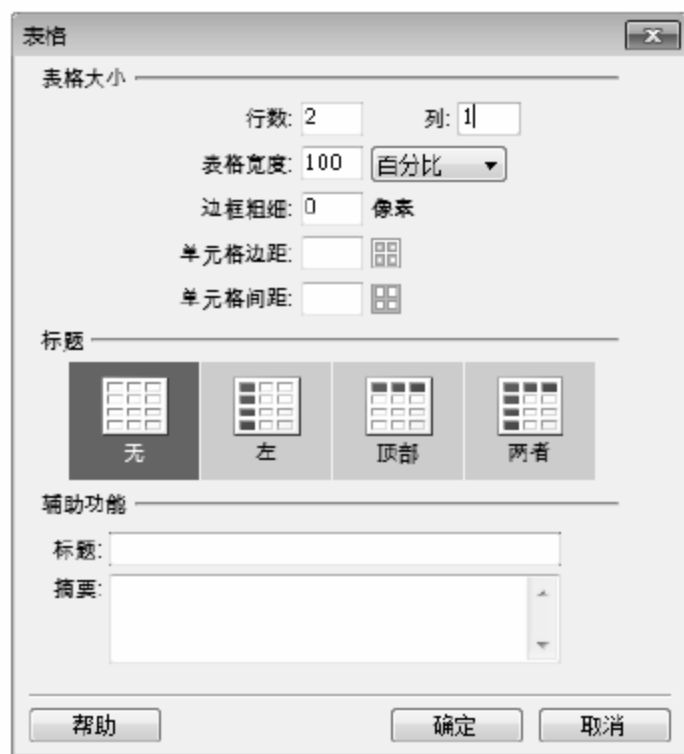 表格
表格大小
行数: 2 列: 1
表格宽度: 100 百分比
边框粗细: 0 像素
单元格边距:
单元格间距:
标题
无 左 顶部 两者
辅助功能
标题:
摘要:
帮助 确定 取消